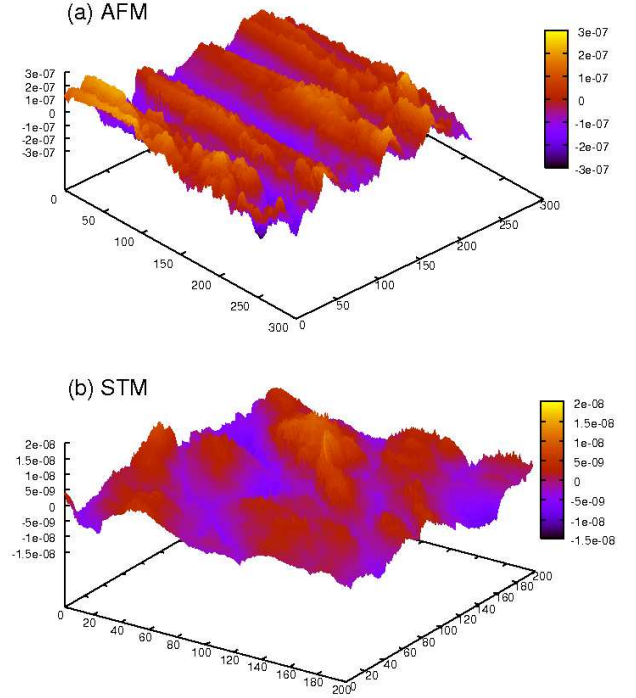 (a) AFM
3e-07
2e-07
1e-07
0
-1e-07
-2e-07
-3e-07
3e-07
2e-07
1e-07
0
-1e-07
-2e-07
-3e-07
0
50
100
150
200
250
300
0
50
100
150
200
250
300
(b) STM
2e-08
1.5e-08
1e-08
5e-09
0
-5e-09
-1e-08
-1.5e-08
2e-08
1.5e-08
1e-08
5e-09
0
-5e-09
-1e-08
-1.5e-08
0
20
40
60
80
100
120
140
160
180
200
0
20
40
60
80
100
120
140
160
180
200